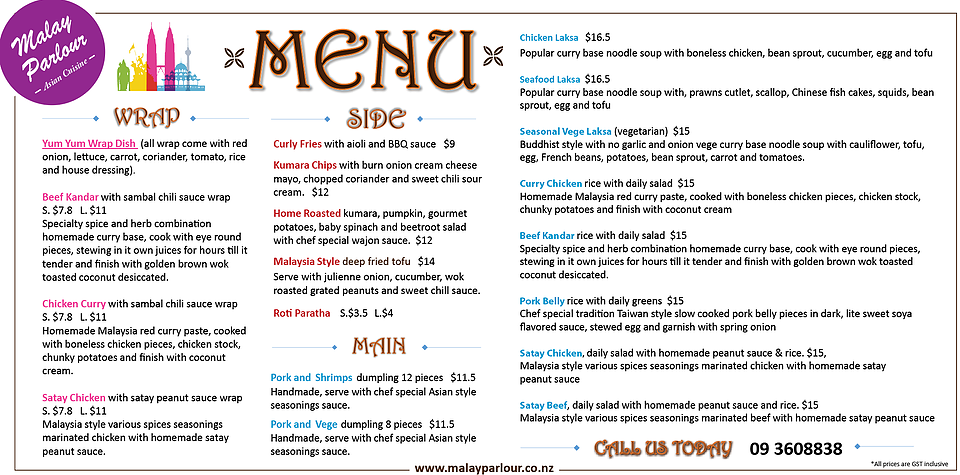 Malay
Parlour
— Asian Cuisine —
MENU
WRAP
Yum Yum Wrap Dish (all wrap come with red
onion, lettuce, carrot, coriander, tomato, rice
and house dressing).
Beef Kandar with sambal chili sauce wrap
S. $7.8 L. $11
Specialty spice and herb combination
homemade curry base, cook with eye round
pieces, stewing in it own juices for hours till it
tender and finish with golden brown wok
toasted coconut desiccated.
Chicken Curry with sambal chili sauce wrap
S. $7.8 L. $11
Homemade Malaysia red curry paste, cooked
with boneless chicken pieces, chicken stock,
chunky potatoes and finish with coconut
cream.
Satay Chicken with satay peanut sauce wrap
S. $7.8 L. $11
Malaysia style various spices seasonings
marinated chicken with homemade satay
peanut sauce.
SIDE
Curly Fries with aioli and BBQ sauce $9
Kumara Chips with burn onion cream cheese
mayo, chopped coriander and sweet chili sour
cream. $12
Home Roasted kumara, pumpkin, gourmet
potatoes, baby spinach and beetroot salad
with chef special wajon sauce. $12
Malaysia Style deep fried tofu $14
Serve with julienne onion, cucumber, wok
roasted grated peanuts and sweet chill sauce.
Roti Paratha S.$3.5 L.$4
MAIN
Pork and Shrimps dumpling 12 pieces $11.5
Handmade, serve with chef special Asian style
seasonings sauce.
Pork and Vege dumpling 8 pieces $11.5
Handmade, serve with chef special Asian style
seasonings sauce.
Chicken Laksa $16.5
Popular curry base noodle soup with boneless chicken, bean sprout, cucumber, egg and tofu
Seafood Laksa $16.5
Popular curry base noodle soup with, prawns cutlet, scallop, Chinese fish cakes, squids, bean
sprout, egg and tofu
Seasonal Vege Laksa (vegetarian) $15
Buddhist style with no garlic and onion vege curry base noodle soup with cauliflower, tofu,
egg, French beans, potatoes, bean sprout, carrot and tomatoes.
Curry Chicken rice with daily salad $15
Homemade Malaysia red curry paste, cooked with boneless chicken pieces, chicken stock,
chunky potatoes and finish with coconut cream
Beef Kandar rice with daily salad $15
Specialty spice and herb combination homemade curry base, cook with eye round pieces,
stewing in it own juices for hours till it tender and finish with golden brown wok toasted
coconut desiccated.
Pork Belly rice with daily greens $15
Chef special tradition Taiwan style slow cooked pork belly pieces in dark, lite sweet soya
flavored sauce, stewed egg and garnish with spring onion
Satay Chicken, daily salad with homemade peanut sauce & rice. $15,
Malaysia style various spices seasonings marinated chicken with homemade satay
peanut sauce
Satay Beef, daily salad with homemade peanut sauce and rice. $15
Malaysia style various spices seasonings marinated beef with homemade satay peanut sauce
CALL US TODAY 09 3608838
*All prices are GST inclusive
www.malayparlour.co.nz